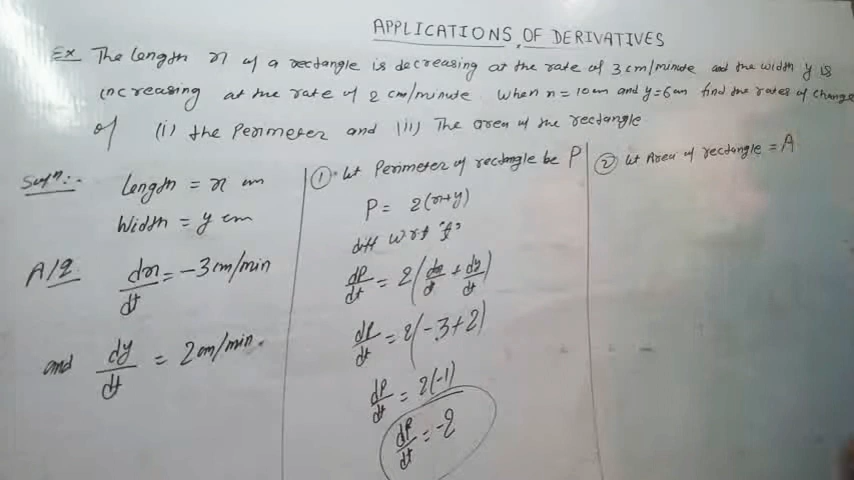 APPLICATIONS OF DERIVATIVES
Ex The length x of a rectangle is decreasing at the rate of 3 cm/minute and the width y is
increasing at the rate of 2 cm/minute. When x = 10 cm and y = 6 cm find the rates of change
of (i) the Perimeter and (ii) The area of the rectangle
Solⁿ:-
Length = x cm
Width = y cm
A/Q dx/dt = -3 cm/min
and dy/dt = 2 cm/min.
① Let Perimeter of rectangle be P
P = 2(x+y)
diff w.r.t "t"
dP/dt = 2(dx/dt + dy/dt)
dP/dt = 2(-3+2)
dP/dt = 2(-1)
dP/dt = -2
② let Area of rectangle = A